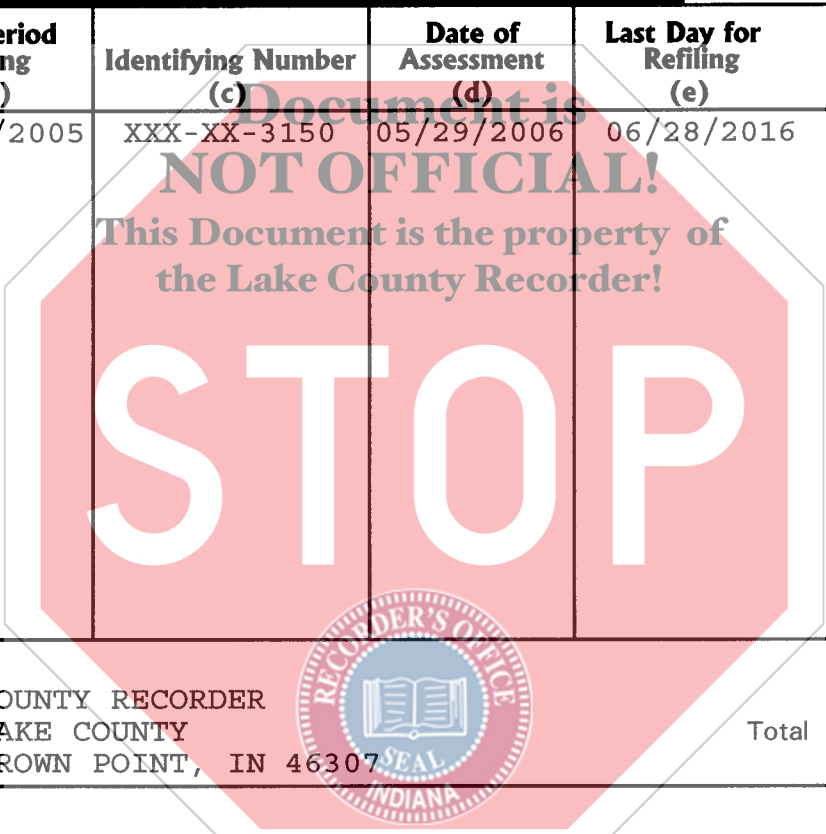 eriod
ng
)
Identifying Number
(c)
Date of
Assessment
(d)
Last Day for
Refiling
(e)
/2005 XXX-XX-3150 05/29/2006 06/28/2016
Document is
NOT OFFICIAL!
This Document is the property of
the Lake County Recorder!
STOP
OUNTY RECORDER
AKE COUNTY
ROWN POINT, IN 46307
Total
RECORDER'S OFFICE
SEAL
INDIANA